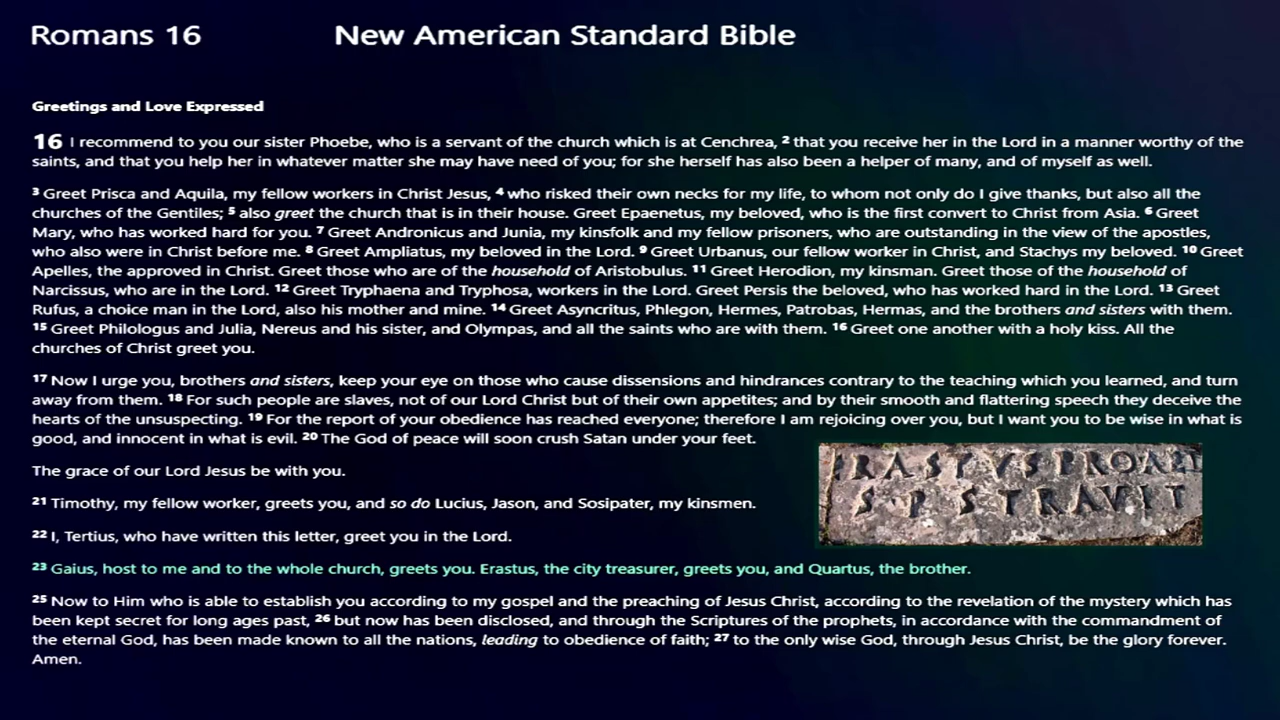 Romans 16 New American Standard Bible
Greetings and Love Expressed
16 I recommend to you our sister Phoebe, who is a servant of the church which is at Cenchrea, 2 that you receive her in the Lord in a manner worthy of the
saints, and that you help her in whatever matter she may have need of you; for she herself has also been a helper of many, and of myself as well.
3 Greet Prisca and Aquila, my fellow workers in Christ Jesus, 4 who risked their own necks for my life, to whom not only do I give thanks, but also all the
churches of the Gentiles; 5 also greet the church that is in their house. Greet Epaenetus, my beloved, who is the first convert to Christ from Asia. 6 Greet
Mary, who has worked hard for you. 7 Greet Andronicus and Junia, my kinsfolk and my fellow prisoners, who are outstanding in the view of the apostles,
who also were in Christ before me. 8 Greet Ampliatus, my beloved in the Lord. 9 Greet Urbanus, our fellow worker in Christ, and Stachys my beloved. 10 Greet
Apelles, the approved in Christ. Greet those who are of the household of Aristobulus. 11 Greet Herodion, my kinsman. Greet those of the household of
Narcissus, who are in the Lord. 12 Greet Tryphaena and Tryphosa, workers in the Lord. Greet Persis the beloved, who has worked hard in the Lord. 13 Greet
Rufus, a choice man in the Lord, also his mother and mine. 14 Greet Asyncritus, Phlegon, Hermes, Patrobas, Hermas, and the brothers and sisters with them.
15 Greet Philologus and Julia, Nereus and his sister, and Olympas, and all the saints who are with them. 16 Greet one another with a holy kiss. All the
churches of Christ greet you.
17 Now I urge you, brothers and sisters, keep your eye on those who cause dissensions and hindrances contrary to the teaching which you learned, and turn
away from them. 18 For such people are slaves, not of our Lord Christ but of their own appetites; and by their smooth and flattering speech they deceive the
hearts of the unsuspecting. 19 For the report of your obedience has reached everyone; therefore I am rejoicing over you, but I want you to be wise in what is
good, and innocent in what is evil. 20 The God of peace will soon crush Satan under your feet.
The grace of our Lord Jesus be with you.
21 Timothy, my fellow worker, greets you, and so do Lucius, Jason, and Sosipater, my kinsmen.
22 I, Tertius, who have written this letter, greet you in the Lord.
23 Gaius, host to me and to the whole church, greets you. Erastus, the city treasurer, greets you, and Quartus, the brother.
25 Now to Him who is able to establish you according to my gospel and the preaching of Jesus Christ, according to the revelation of the mystery which has
been kept secret for long ages past, 26 but now has been disclosed, and through the Scriptures of the prophets, in accordance with the commandment of
the eternal God, has been made known to all the nations, leading to obedience of faith; 27 to the only wise God, through Jesus Christ, be the glory forever.
Amen.
ERASTVS PRO AED
S P STRAVIT